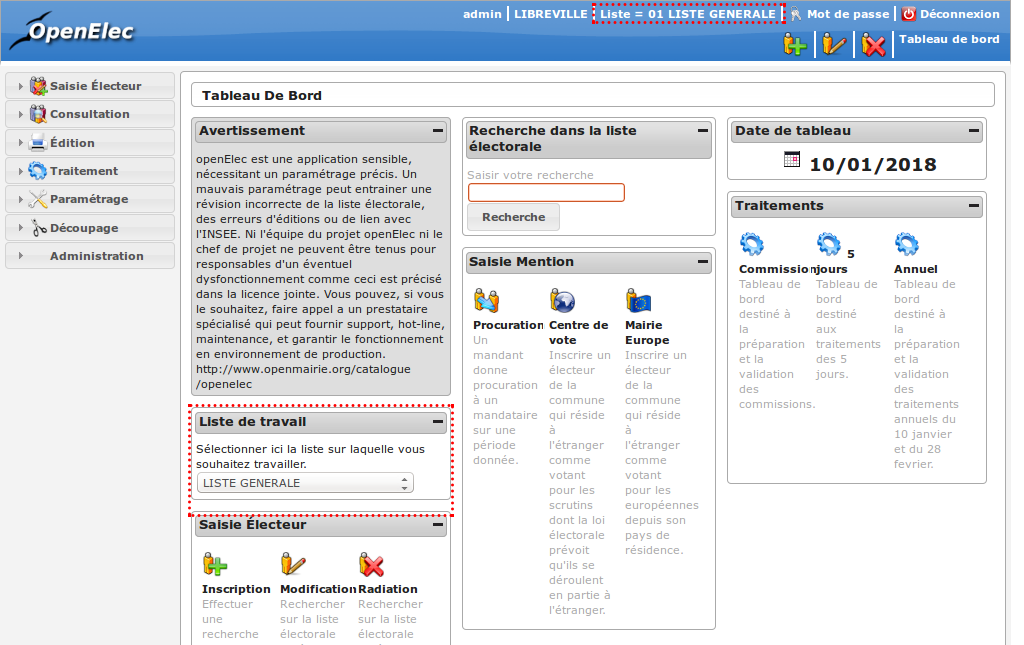 OpenElec
admin LIBREVILLE Liste = 01 LISTE GENERALE Mot de passe Déconnexion
Tableau de bord
Saisie Électeur
Consultation
Édition
Traitement
Paramétrage
Découpage
Administration
Tableau De Bord
Avertissement
openElec est une application sensible,
nécessitant un paramétrage précis. Un
mauvais paramétrage peut entrainer une
révision incorrecte de la liste électorale,
des erreurs d'éditions ou de lien avec
l'INSEE. Ni l'équipe du projet openElec ni le
chef de projet ne peuvent être tenus pour
responsables d'un éventuel
dysfonctionnement comme ceci est précisé
dans la licence jointe. Vous pouvez, si vous
le souhaitez, faire appel a un prestataire
spécialisé qui peut fournir support, hot-line,
maintenance, et garantir le fonctionnement
en environnement de production.
http://www.openmairie.org/catalogue
/openelec
Liste de travail
Sélectionner ici la liste sur laquelle vous
souhaitez travailler.
LISTE GENERALE
Saisie Électeur
Inscription
Effectuer
une
recherche
Modification
Rechercher
sur la liste
électorale
Radiation
Rechercher
sur la liste
électorale
Recherche dans la liste
électorale
Saisir votre recherche
Recherche
Saisie Mention
Procuration
Un
mandant
donne
procuration
à un
mandataire
sur une
période
donnée.
Centre de
vote
Inscrire un
électeur
de la
commune
qui réside
à
l'étranger
comme
votant
pour les
scrutins
dont la loi
électorale
prévoit
qu'ils se
déroulent
en partie à
l'étranger.
Mairie
Europe
Inscrire un
électeur
de la
commune
qui réside
à
l'étranger
comme
votant
pour les
européennes
depuis son
pays de
résidence.
Date de tableau
10/01/2018
Traitements
Commission
Tableau de
bord
destiné à
la
préparation
et la
validation
des
commissions.
5
jours
Tableau de
bord
destiné
aux
traitements
des 5
jours.
Annuel
Tableau de
bord
destiné à
la
préparation
et la
validation
des
traitements
annuels du
10 janvier
et du 28
fevrier.